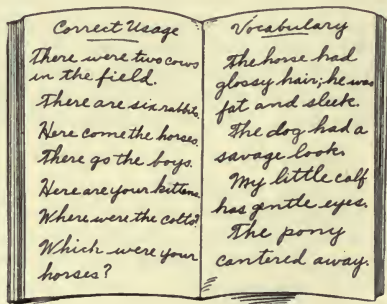 Correct Usage
There were two cows
in the field.
There are six rabbits.
Here come the horses.
There go the boys.
Here are your kittens.
Where were the colts?
Which were your
horses?
Vocabulary
The horse had
glossy hair; he was
fat and sleek.
The dog had a
savage look.
My little calf
has gentle eyes.
The pony
cantered away.